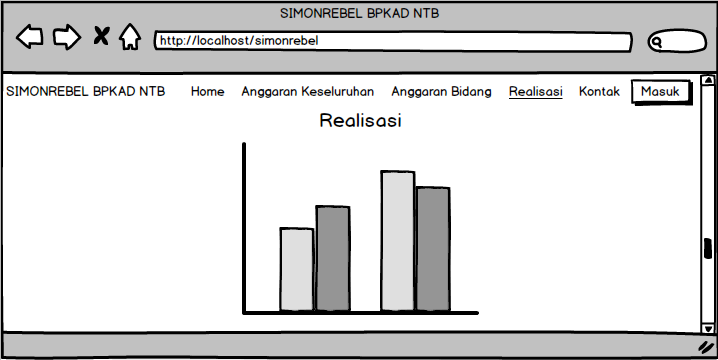 SIMONREBEL BPKAD NTB
http://localhost/simonrebel
SIMONREBEL BPKAD NTB Home Anggaran Keseluruhan Anggaran Bidang Realisasi Kontak Masuk
Realisasi